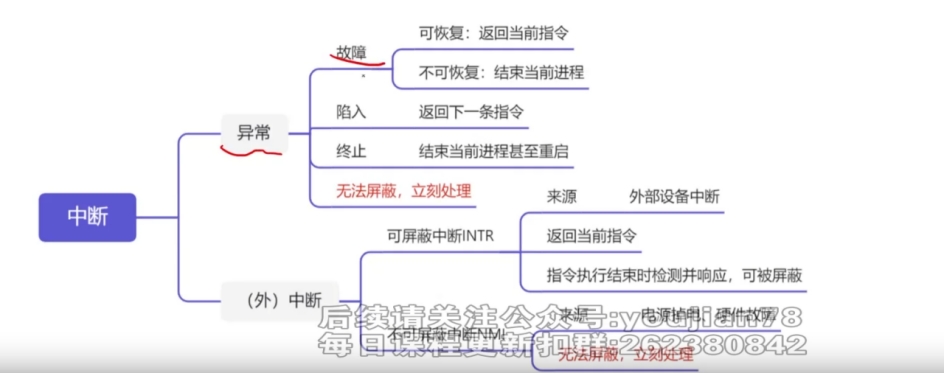 可恢复：返回当前指令
故障
不可恢复：结束当前进程
陷入 返回下一条指令
异常
终止 结束当前进程甚至重启
无法屏蔽，立刻处理
中断
来源 外部设备中断
可屏蔽中断INTR 返回当前指令
指令执行结束时检测并响应，可被屏蔽
（外）中断
来源 电源掉电、硬件故障
不可屏蔽中断NMI
无法屏蔽，立刻处理
后续请关注公众号:youjian78
每日课程更新扣群:262380842